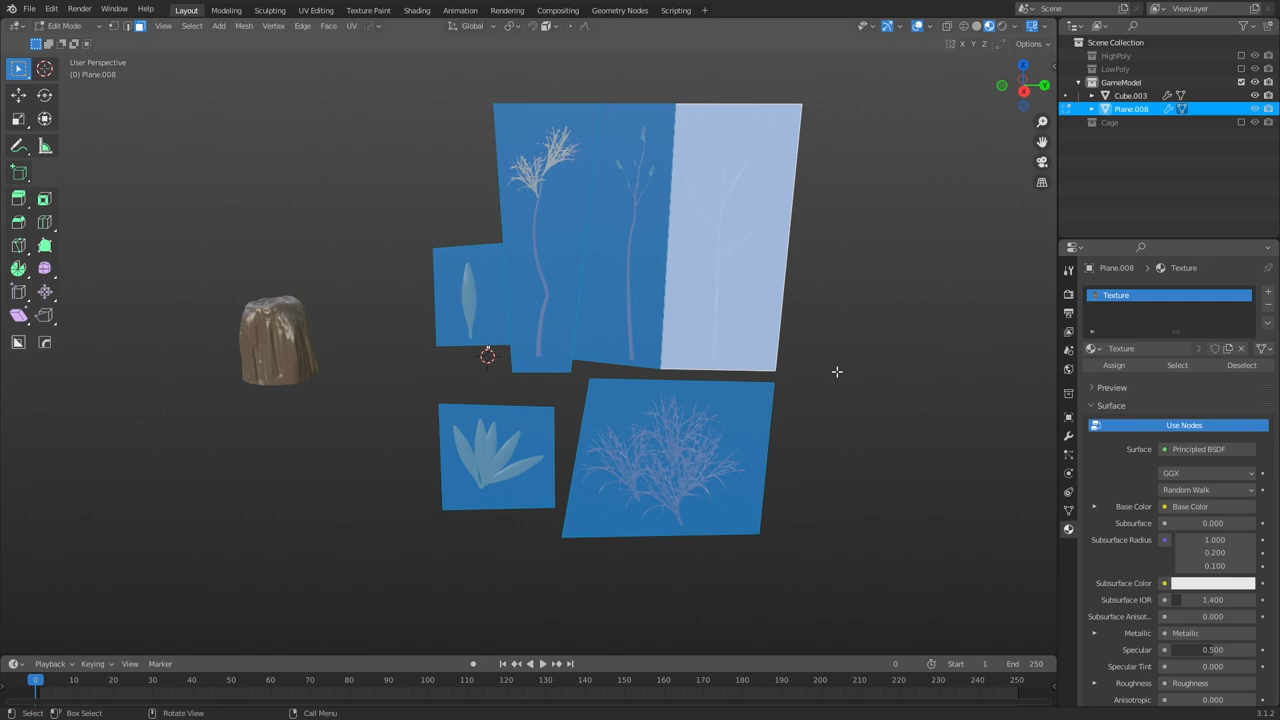 File Edit Render Window Help Layout Modeling Sculpting UV Editing Texture Paint Shading Animation Rendering Compositing Geometry Nodes Scripting + Scene ViewLayer
Edit Mode View Select Add Mesh Vertex Edge Face UV Global
X Y Z Options
User Perspective
(0) Plane.008
Z
Y
X
Scene Collection
HighPoly
LowPoly
GameModel
Cube.003
Plane.008
Cage
Plane.008 Texture
Texture
Texture 2
Assign Select Deselect
Preview
Surface
Use Nodes
Surface Principled BSDF
GGX
Random Walk
Base Color Base Color
Subsurface 0.000
Subsurface Radius 1.000
0.200
0.100
Subsurface Color
Subsurface IOR 1.400
Subsurface Anisot.. 0.000
Metallic Metallic
Specular 0.500
Specular Tint 0.000
Roughness Roughness
Anisotropic 0.000
Playback Keying View Marker 0 Start 1 End 250
0 10 20 30 40 50 60 70 80 90 100 110 120 130 140 150 160 170 180 190 200 210 220 230 240 250
Select Box Select Rotate View Call Menu 3.1.2